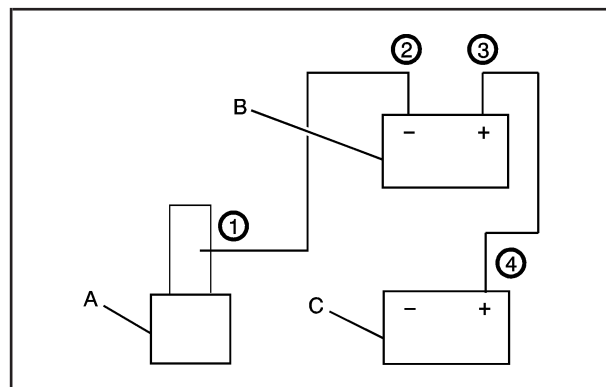 ② ③
B
− +
①
④
A
C
− +